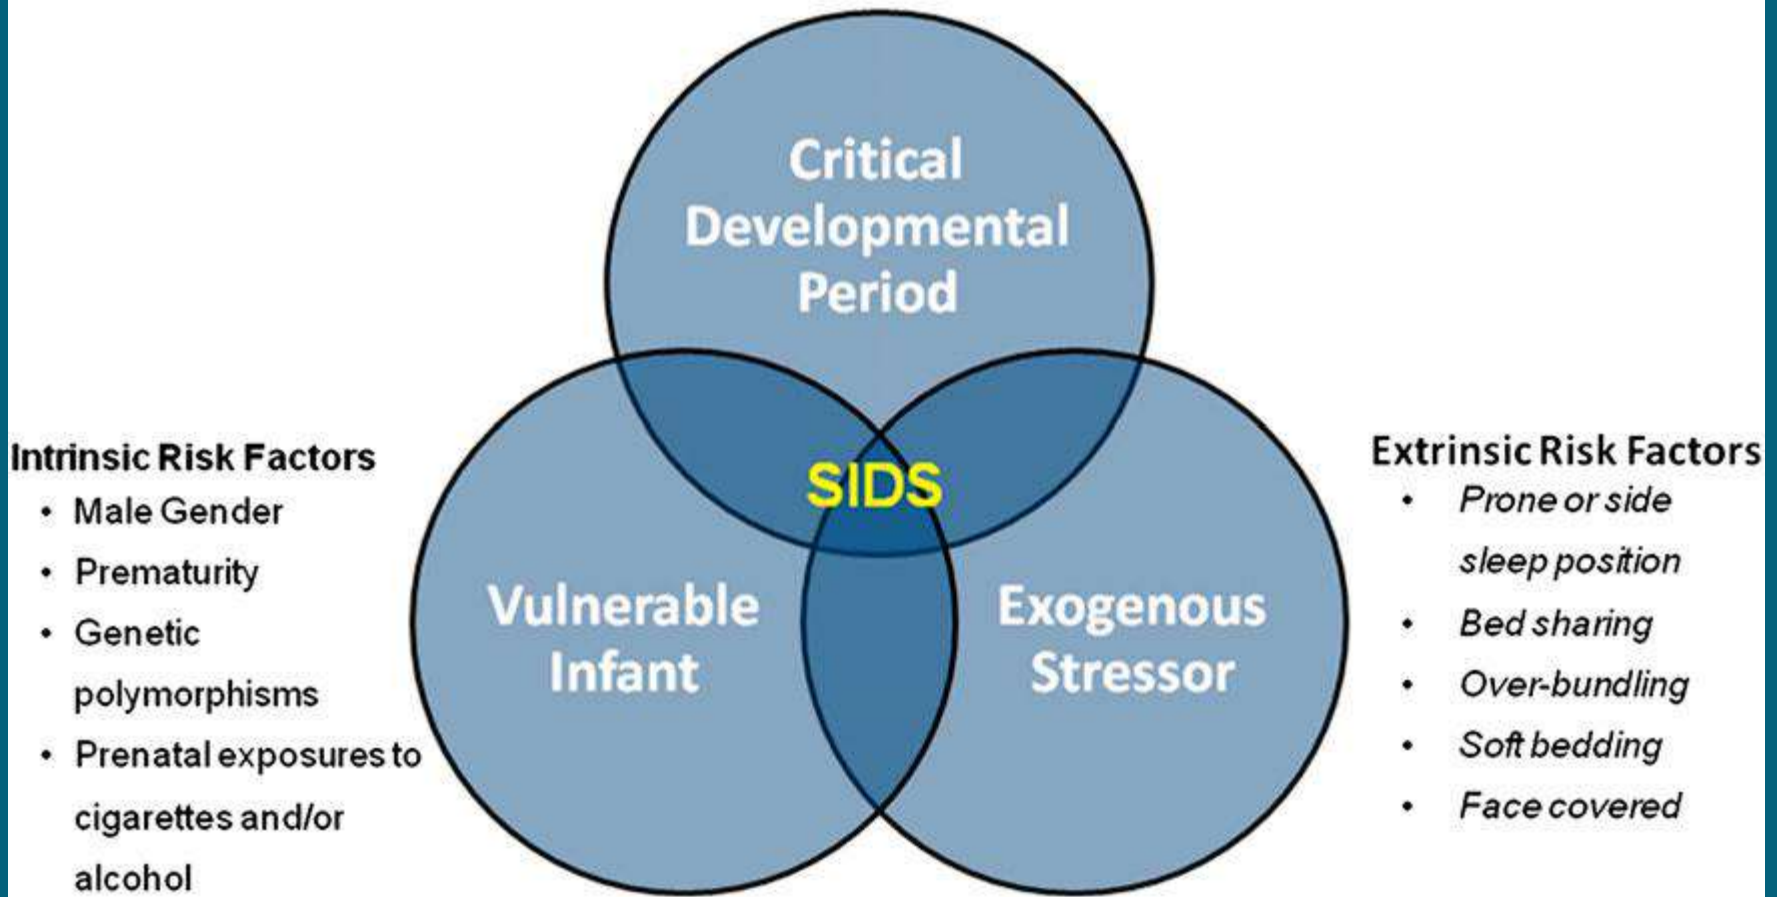 Critical
Developmental
Period
SIDS
Vulnerable
Infant
Exogenous
Stressor
Intrinsic Risk Factors
• Male Gender
• Prematurity
• Genetic
polymorphisms
• Prenatal exposures to
cigarettes and/or
alcohol
Extrinsic Risk Factors
• Prone or side
sleep position
• Bed sharing
• Over-bundling
• Soft bedding
• Face covered